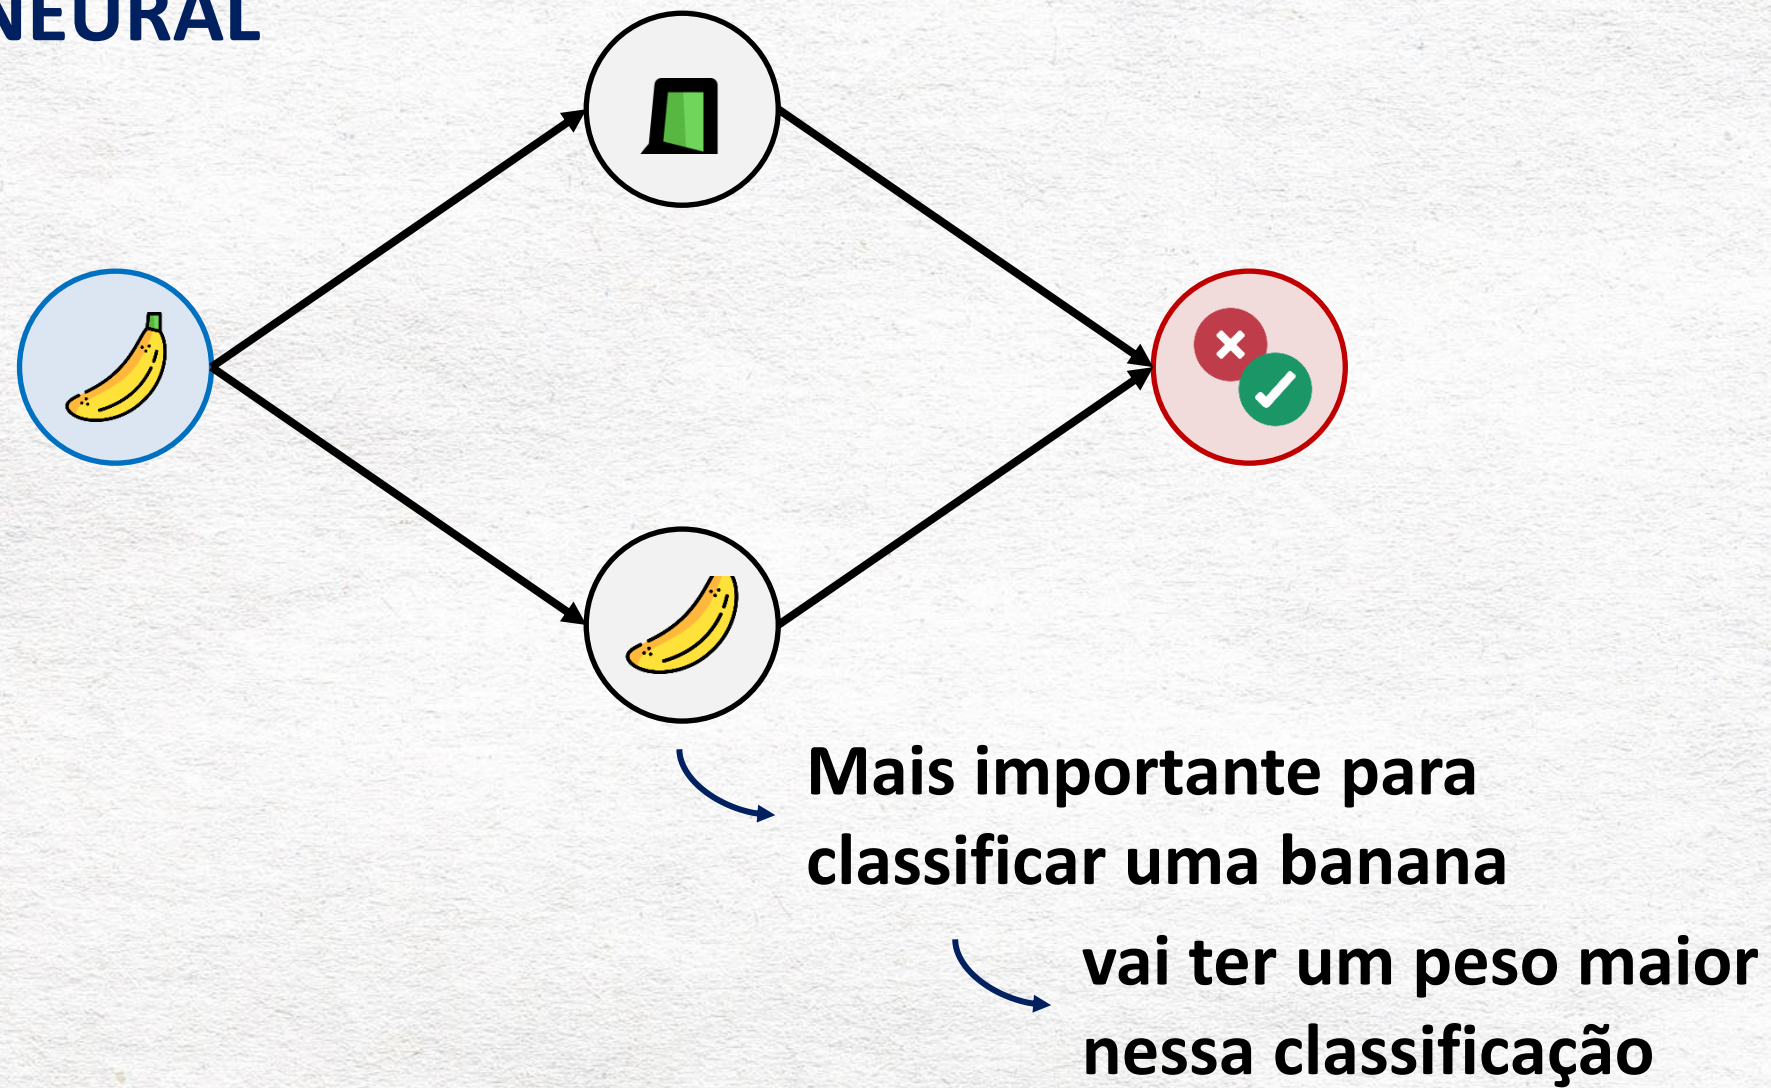 NEURAL
Mais importante para
classificar uma banana
vai ter um peso maior
nessa classificação